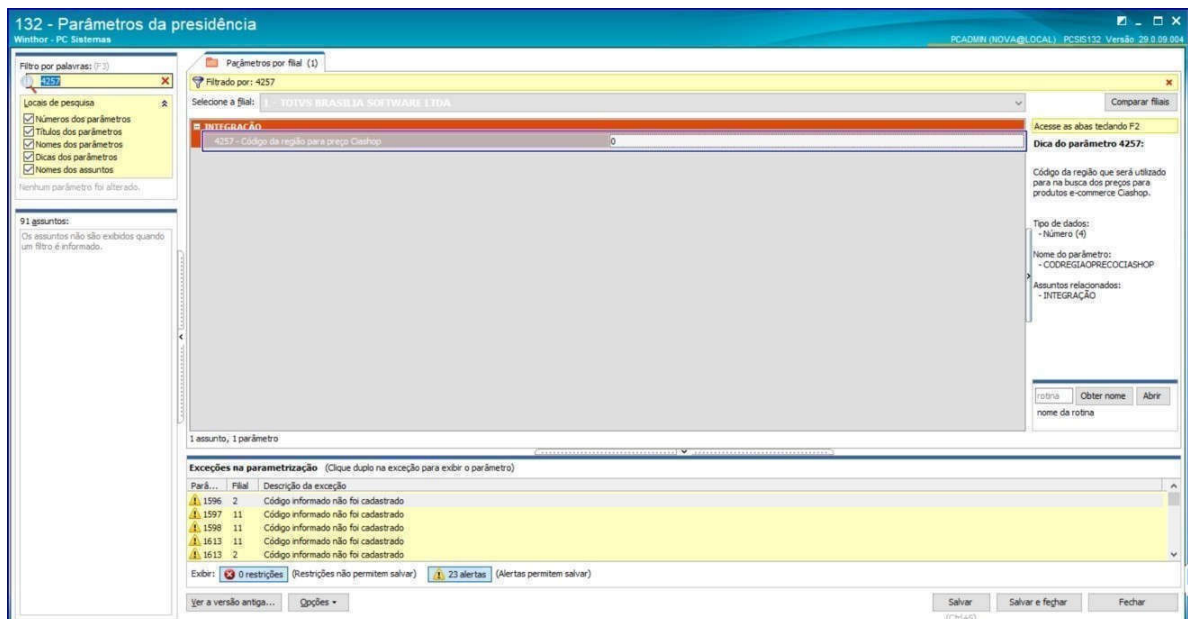 132 - Parâmetros da presidência
Winthor - PC Sistemas
PCADMIN (NOVA@LOCAL) PCSIS132 Versão 29.0.09.004
Filtro por palavras: (F3)
4257
Locais de pesquisa
Números dos parâmetros
Títulos dos parâmetros
Nomes dos parâmetros
Dicas dos parâmetros
Nomes dos assuntos
Nenhum parâmetro foi alterado.
91 assuntos:
Os assuntos não são exibidos quando
um filtro é informado.
Parâmetros por filial (1)
Filtrado por: 4257
Selecione a filial: 1 - TOTVS BRASILIA SOFTWARE LTDA
Comparar filiais
INTEGRAÇÃO
4257 - Código da região para preço Ciashop 0
1 assunto, 1 parâmetro
Acesse as abas teclando F2
Dica do parâmetro 4257:
Código da região que será utilizado
para na busca dos preços para
produtos e-commerce Ciashop.
Tipo de dados:
- Número (4)
Nome do parâmetro:
- CODREGIAOPRECOCIASHOP
Assuntos relacionados:
- INTEGRAÇÃO
rotina Obter nome Abrir
nome da rotina
Exceções na parametrização (Clique duplo na exceção para exibir o parâmetro)
Parâ... Filial Descrição da exceção
1596 2 Código informado não foi cadastrado
1597 11 Código informado não foi cadastrado
1598 11 Código informado não foi cadastrado
1613 11 Código informado não foi cadastrado
1613 2 Código informado não foi cadastrado
Exibir: 0 restrições (Restrições não permitem salvar) 23 alertas (Alertas permitem salvar)
Ver a versão antiga... Opções Salvar Salvar e fechar Fechar
(Ctrl+S)